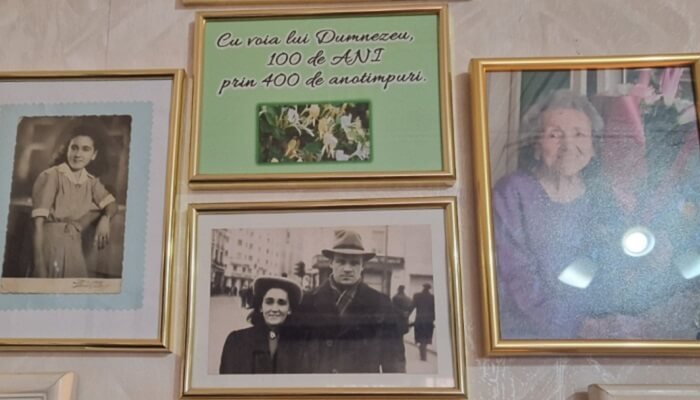 Cu voia lui Dumnezeu,
100 de ANI
prin 400 de anotimpuri.